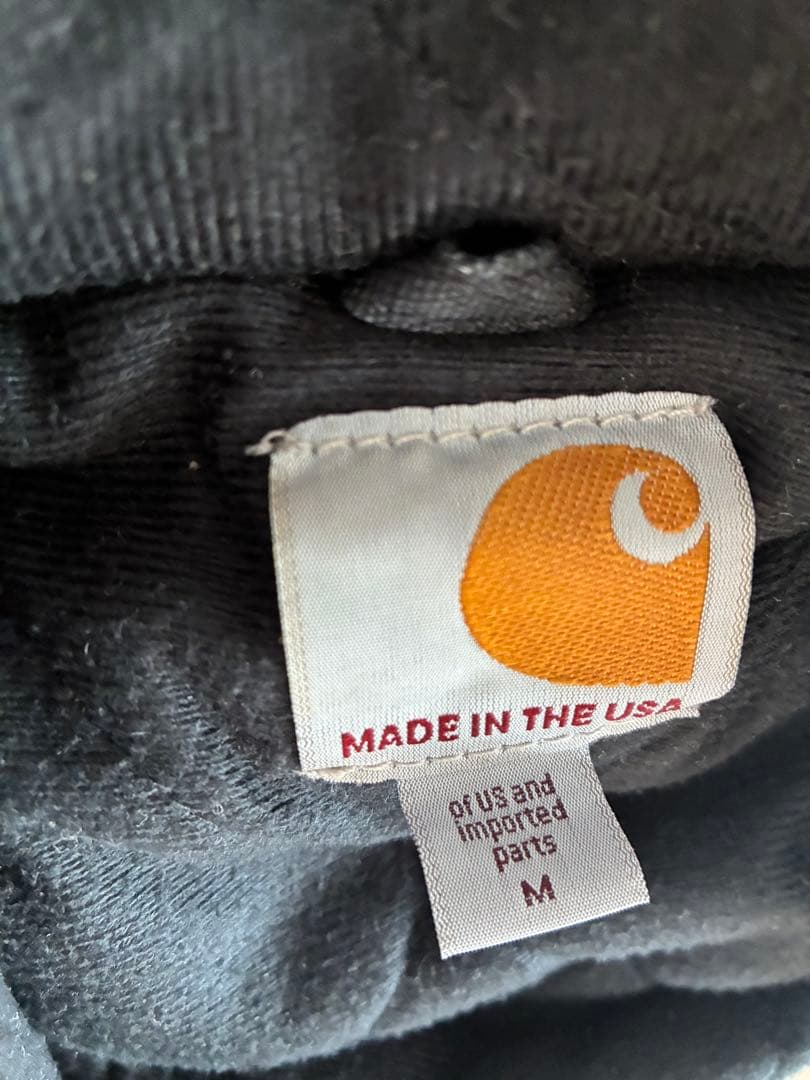 MADE IN THE USA
of US and
imported
parts
M